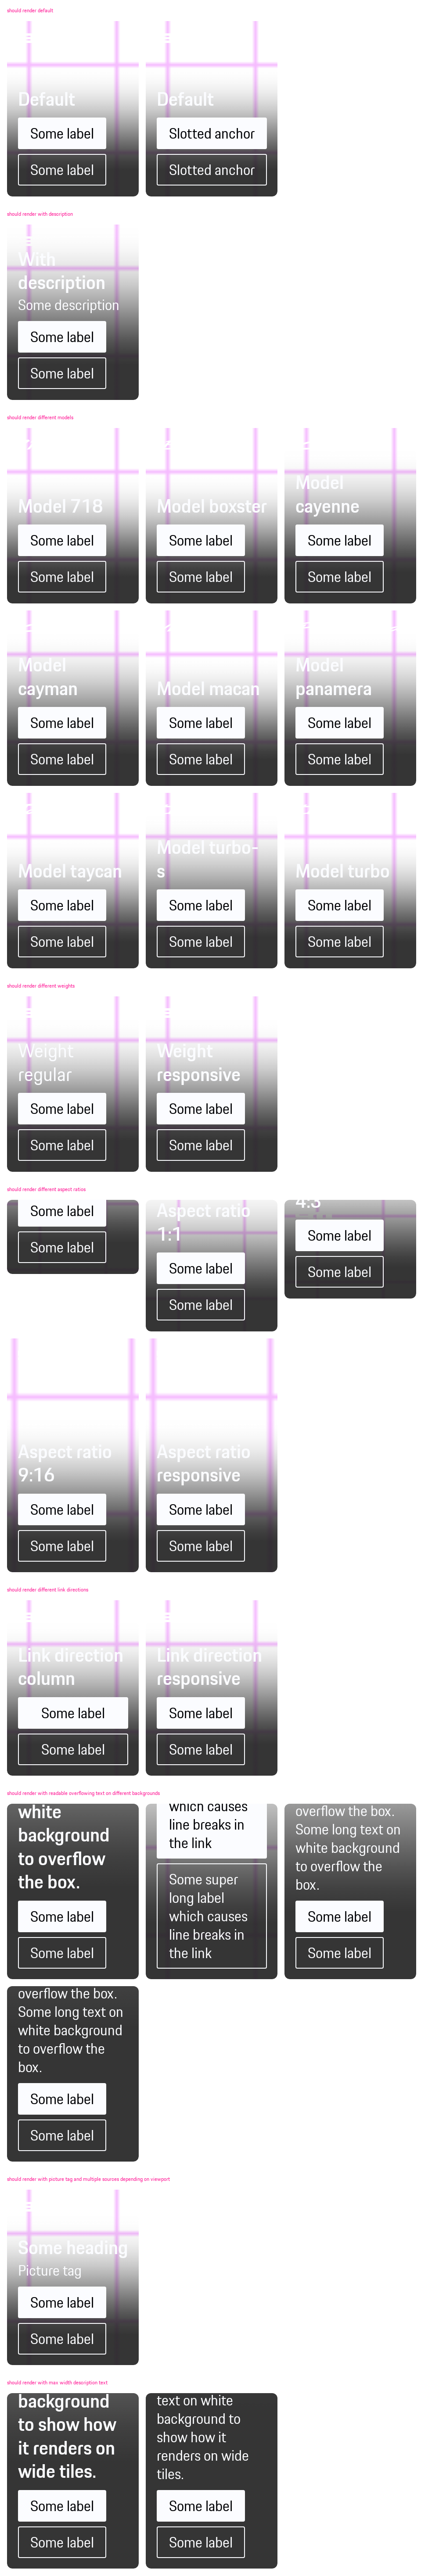 should render default
Default
Default
Some label
Slotted anchor
Some label
Slotted anchor
should render with description
With
description
Some description
Some label
Some label
should render different models
Model 718
Model boxster
Model
cayenne
Some label
Some label
Some label
Some label
Some label
Some label
Model
cayman
Model macan
Model
panamera
Some label
Some label
Some label
Some label
Some label
Some label
Model taycan
Model turbo-
s
Model turbo
Some label
Some label
Some label
Some label
Some label
Some label
should render different weights
Weight
regular
Weight
responsive
Some label
Some label
Some label
Some label
should render different aspect ratios
Some label
Some label
Aspect ratio
1:1
Some label
Some label
4:3
Some label
Some label
Aspect ratio
9:16
Aspect ratio
responsive
Some label
Some label
Some label
Some label
should render different link directions
Link direction
column
Link direction
responsive
Some label
Some label
Some label
Some label
should render with readable overflowing text on different backgrounds
white
background
to overflow
the box.
Some label
Some label
which causes
line breaks in
the link
Some super
long label
which causes
line breaks in
the link
overflow the box.
Some long text on
white background
to overflow the
box.
Some label
Some label
overflow the box.
Some long text on
white background
to overflow the
box.
Some label
Some label
should render with picture tag and multiple sources depending on viewport
Some heading
Picture tag
Some label
Some label
should render with max width description text
background
to show how
it renders on
wide tiles.
Some label
Some label
text on white
background to
show how it
renders on wide
tiles.
Some label
Some label